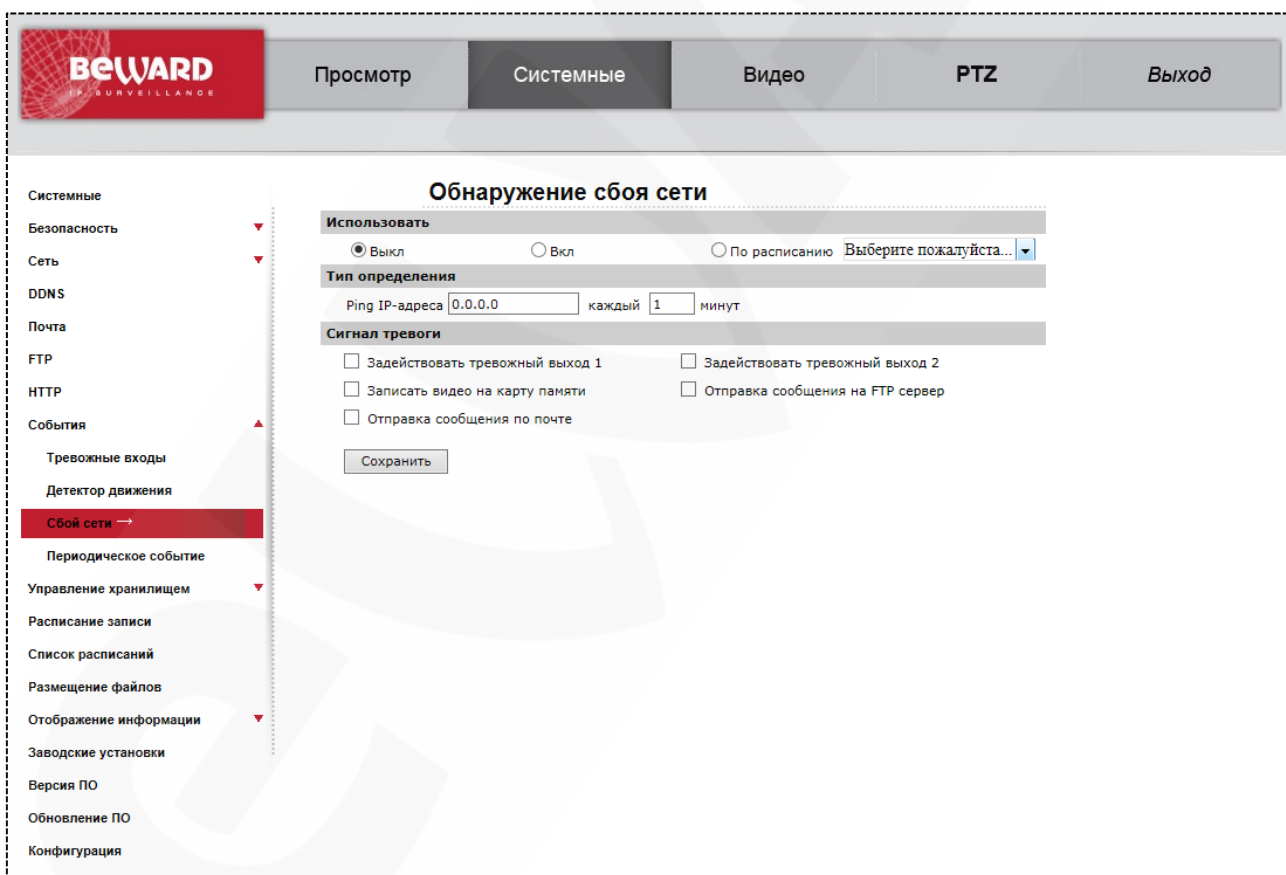 BEWARD
IP SURVEILLANCE
Просмотр Системные Видео PTZ Выход
Обнаружение сбоя сети
Системные
Безопасность
Сеть
DDNS
Почта
FTP
HTTP
События
Тревожные входы
Детектор движения
Сбой сети →
Периодическое событие
Управление хранилищем
Расписание записи
Список расписаний
Размещение файлов
Отображение информации
Заводские установки
Версия ПО
Обновление ПО
Конфигурация
Использовать
Выкл Вкл По расписанию Выберите пожалуйста...
Тип определения
Ping IP-адреса 0.0.0.0 каждый 1 минут
Сигнал тревоги
Задействовать тревожный выход 1 Задействовать тревожный выход 2
Записать видео на карту памяти Отправка сообщения на FTP сервер
Отправка сообщения по почте
Сохранить